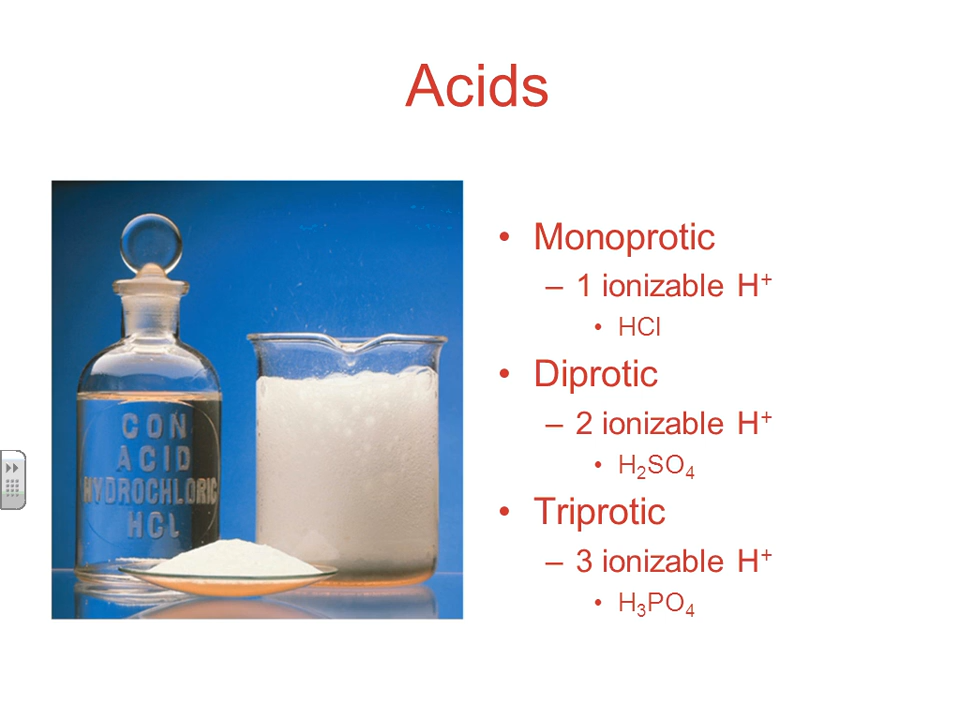 Acids
CON
ACID
HYDROCHLORIC
HCl
• Monoprotic
– 1 ionizable H⁺
• HCl
• Diprotic
– 2 ionizable H⁺
• H₂SO₄
• Triprotic
– 3 ionizable H⁺
• H₃PO₄